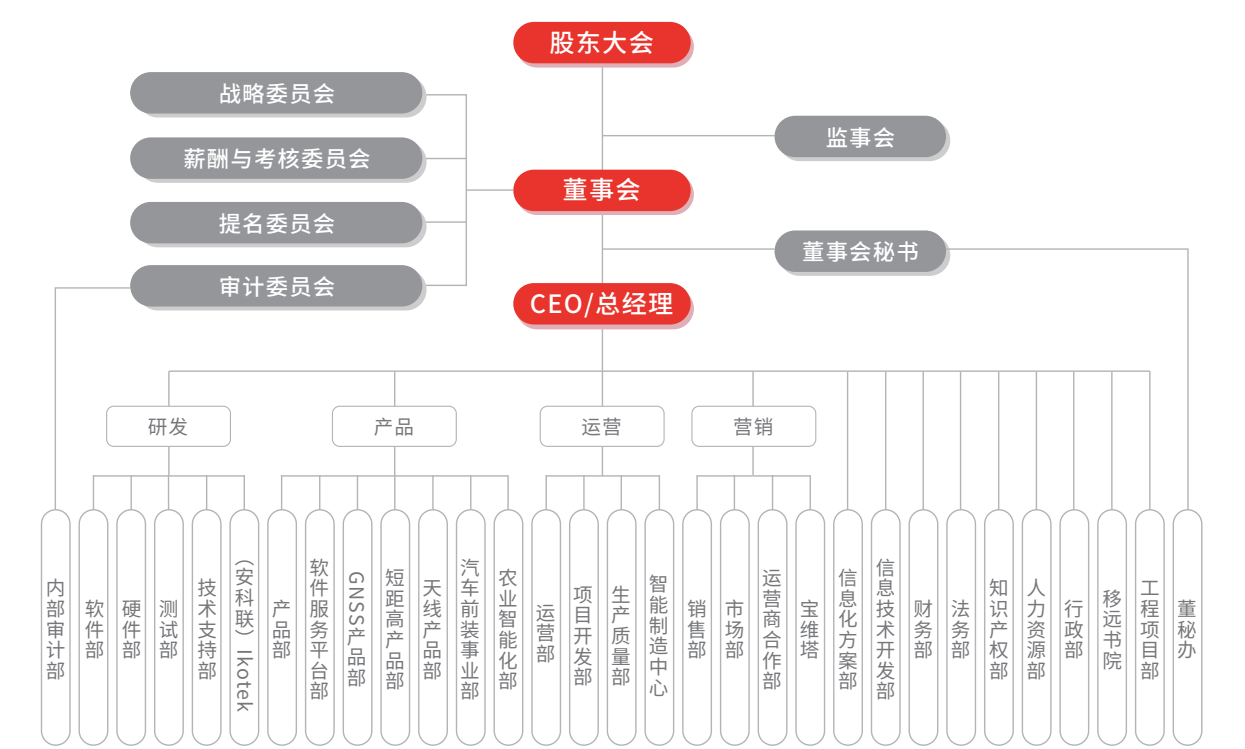 股东大会
战略委员会
监事会
薪酬与考核委员会
董事会
提名委员会
董事会秘书
审计委员会
CEO/总经理
研发
产品
运营
营销
内部审计部
软件部
硬件部
测试部
技术支持部
（安科联）Ikotek
产品部
软件服务平台部
GNSS产品部
短距高产品部
天线产品部
汽车前装事业部
农业智能化部
运营部
项目开发部
生产质量部
智能制造中心
销售部
市场部
运营商合作部
宝维塔
信息化方案部
信息技术开发部
财务部
法务部
知识产权部
人力资源部
行政部
移远书院
工程项目部
董秘办